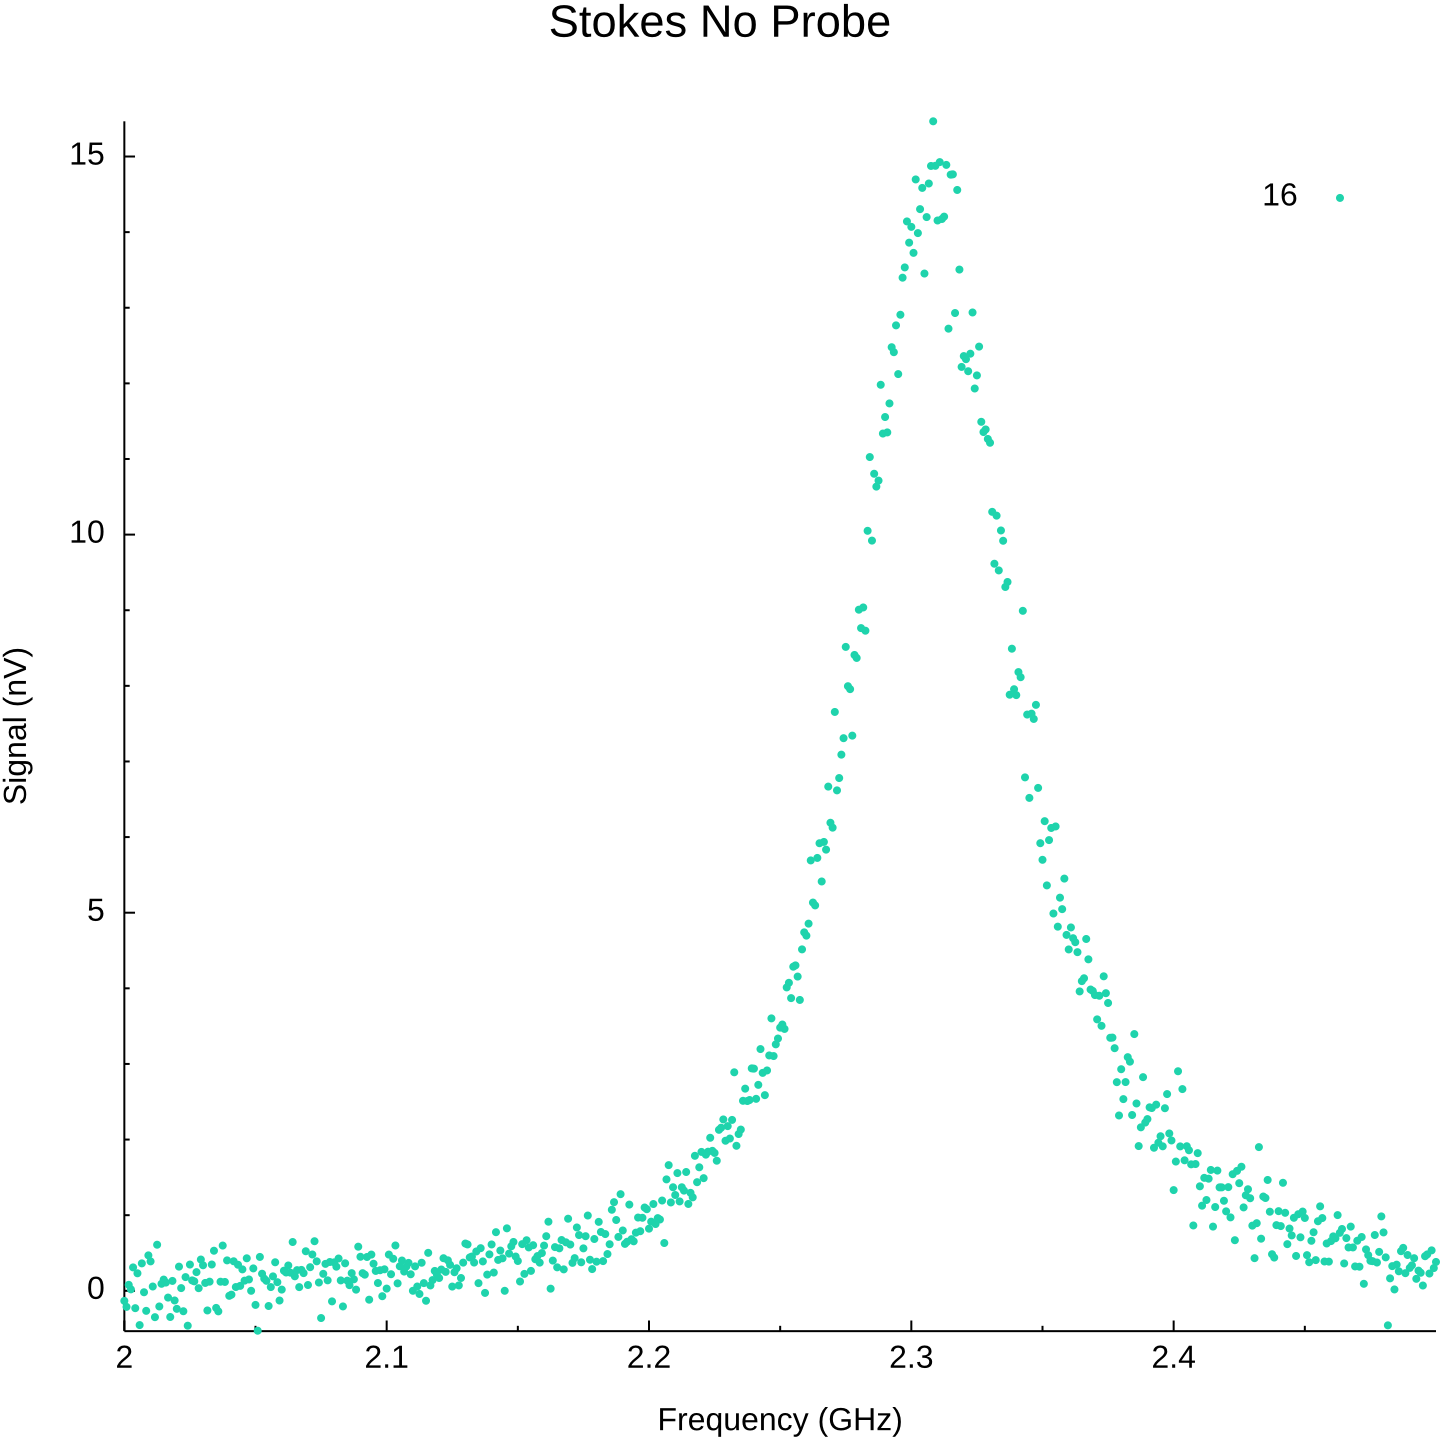 Stokes No Probe
15
16
10
Signal (nV)
5
0
2 2.1 2.2 2.3 2.4
Frequency (GHz)